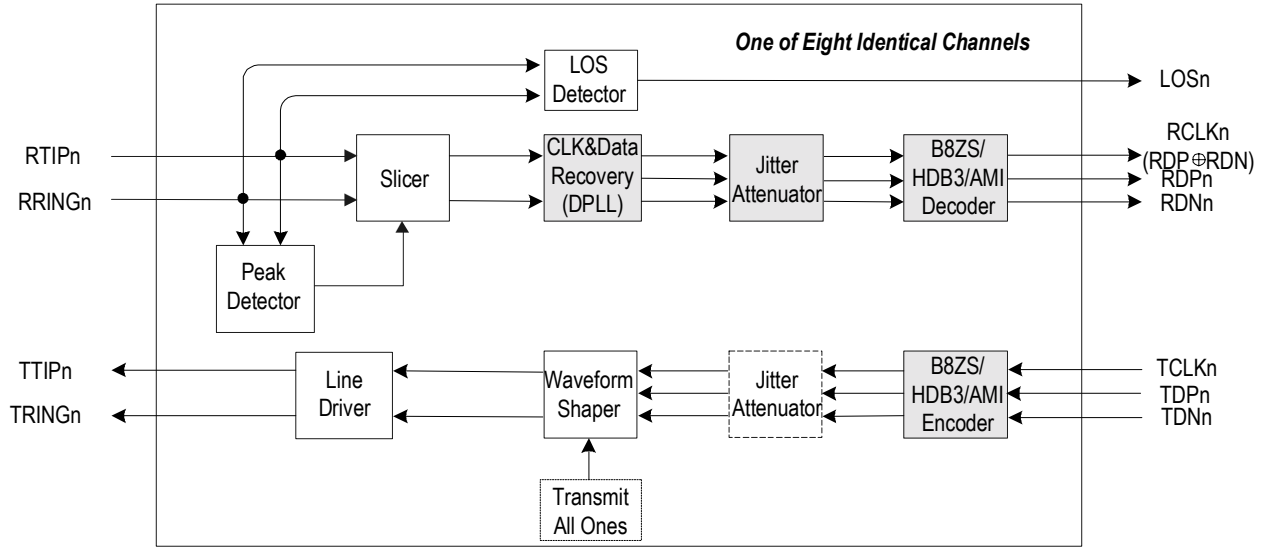 One of Eight Identical Channels
LOS
Detector
LOSn
RTIPn
RRINGn
Slicer
CLK&Data
Recovery
(DPLL)
Jitter
Attenuator
B8ZS/
HDB3/AMI
Decoder
RCLKn
(RDP⊕RDN)
RDPn
RDNn
Peak
Detector
TTIPn
TRINGn
Line
Driver
Waveform
Shaper
Jitter
Attenuator
B8ZS/
HDB3/AMI
Encoder
TCLKn
TDPn
TDNn
Transmit
All Ones